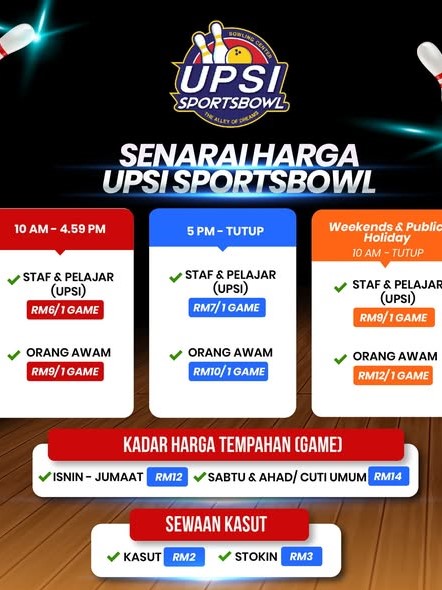 BOWLING CENTER
UPSI
SPORTSBOWL
THE ALLEY OF DREAMS
SENARAI HARGA
UPSI SPORTSBOWL
10 AM - 4.59 PM
STAF & PELAJAR
(UPSI)
RM6/1 GAME
ORANG AWAM
RM9/1 GAME
5 PM - TUTUP
STAF & PELAJAR
(UPSI)
RM7/1 GAME
ORANG AWAM
RM10/1 GAME
Weekends & Public
Holiday
10 AM - TUTUP
STAF & PELAJAR
(UPSI)
RM9/1 GAME
ORANG AWAM
RM12/1 GAME
KADAR HARGA TEMPAHAN (GAME)
ISNIN - JUMAAT RM12 SABTU & AHAD/ CUTI UMUM RM14
SEWAAN KASUT
KASUT RM2 STOKIN RM3